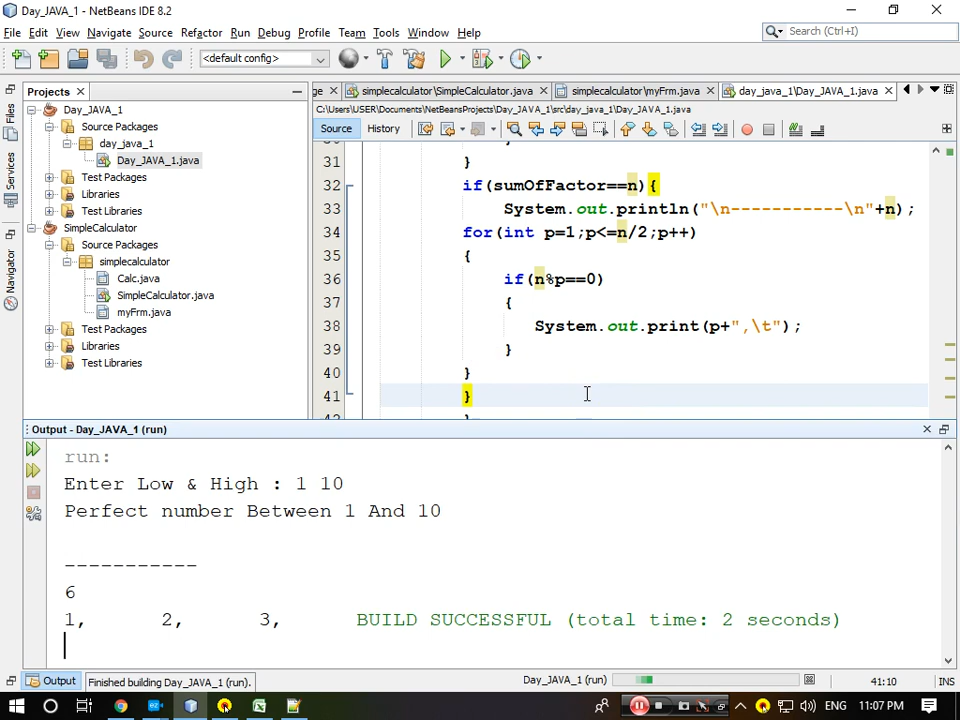 Day_JAVA_1 - NetBeans IDE 8.2
File Edit View Navigate Source Refactor Run Debug Profile Team Tools Window Help
Search (Ctrl+I)
<default config>
Projects
ge simplecalculator\SimpleCalculator.java simplecalculator\myFrm.java day_java_1\Day_JAVA_1.java
C:\Users\USER\Documents\NetBeansProjects\Day_JAVA_1\src\day_java_1\Day_JAVA_1.java
Source History
Files
Services
Navigator
Day_JAVA_1
Source Packages
day_java_1
Day_JAVA_1.java
Test Packages
Libraries
Test Libraries
SimpleCalculator
Source Packages
simplecalculator
Calc.java
SimpleCalculator.java
myFrm.java
Test Packages
Libraries
Test Libraries
31 }
32 if(sumOfFactor==n){
33 System.out.println("\n-----------\n"+n);
34 for(int p=1;p<=n/2;p++)
35 {
36 if(n%p==0)
37 {
38 System.out.print(p+",\t");
39 }
40 }
41 }
Output - Day_JAVA_1 (run)
run:
Enter Low & High : 1 10
Perfect number Between 1 And 10
-----------
6
1, 2, 3, BUILD SUCCESSFUL (total time: 2 seconds)
Output Finished building Day_JAVA_1 (run). Day_JAVA_1 (run) 41:10 INS
ENG 11:07 PM